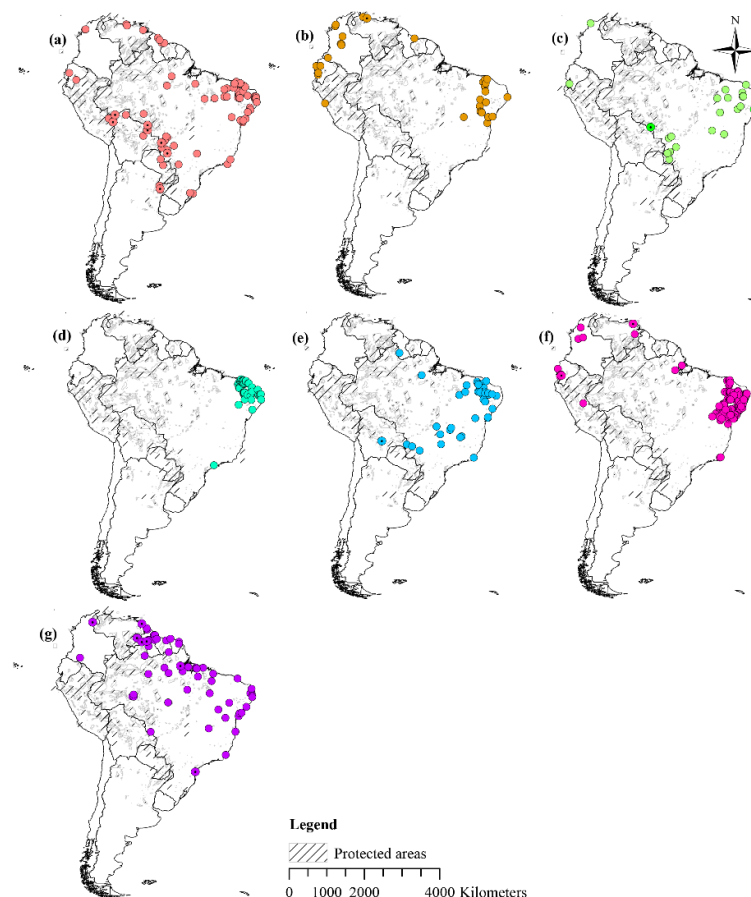 (a)
(b)
(c)
N
(d)
(e)
(f)
(g)
Legend
Protected areas
0 1000 2000 4000 Kilometers